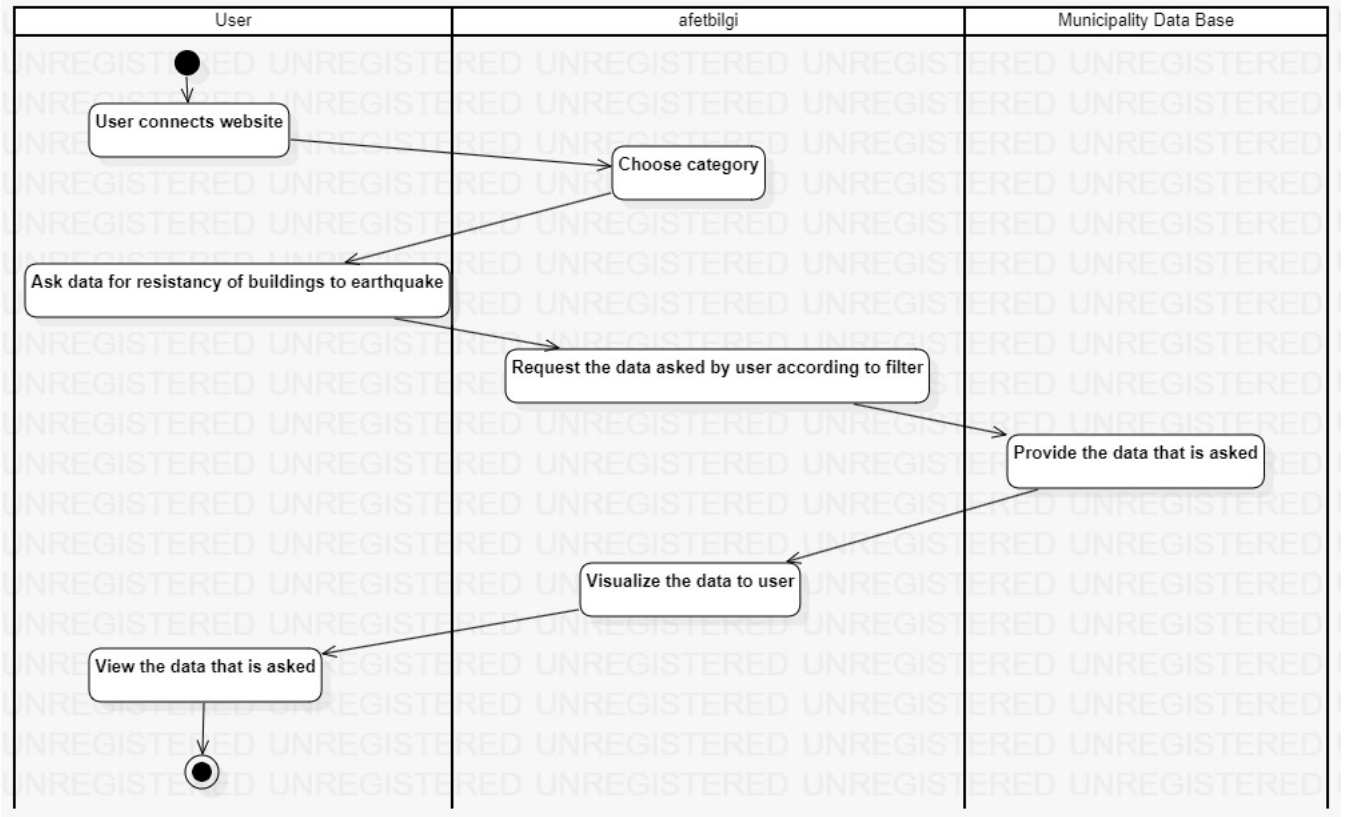 User afetbilgi Municipality Data Base
User connects website
Choose category
Ask data for resistancy of buildings to earthquake
Request the data asked by user according to filter
Provide the data that is asked
Visualize the data to user
View the data that is asked
UNREGISTERED UNREGISTERED UNREGISTERED UNREGISTERED UNREGISTERED